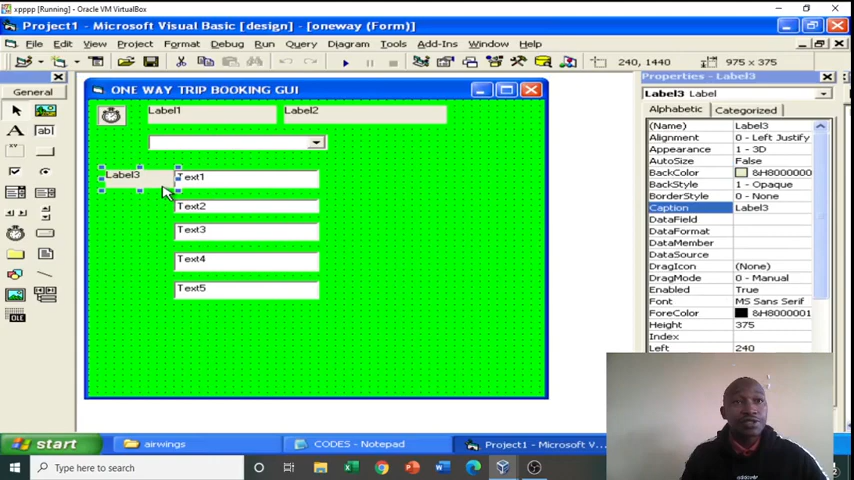 xpppp [Running] - Oracle VM VirtualBox
Project1 - Microsoft Visual Basic [design] - [oneway (Form)]
File Edit View Project Format Debug Run Query Diagram Tools Add-Ins Window Help
240, 1440
975 x 375
General
ONE WAY TRIP BOOKING GUI
Label1
Label2
Label3
Text1
Text2
Text3
Text4
Text5
Properties - Label3
Label3 Label
Alphabetic Categorized
(Name) Label3
Alignment 0 - Left Justify
Appearance 1 - 3D
AutoSize False
BackColor &H8000000
BackStyle 1 - Opaque
BorderStyle 0 - None
Caption Label3
DataField
DataFormat
DataMember
DataSource
DragIcon (None)
DragMode 0 - Manual
Enabled True
Font MS Sans Serif
ForeColor &H8000001
Height 375
Index
Left 240
start
airwings
CODES - Notepad
Project1 - Microsoft V...
Type here to search